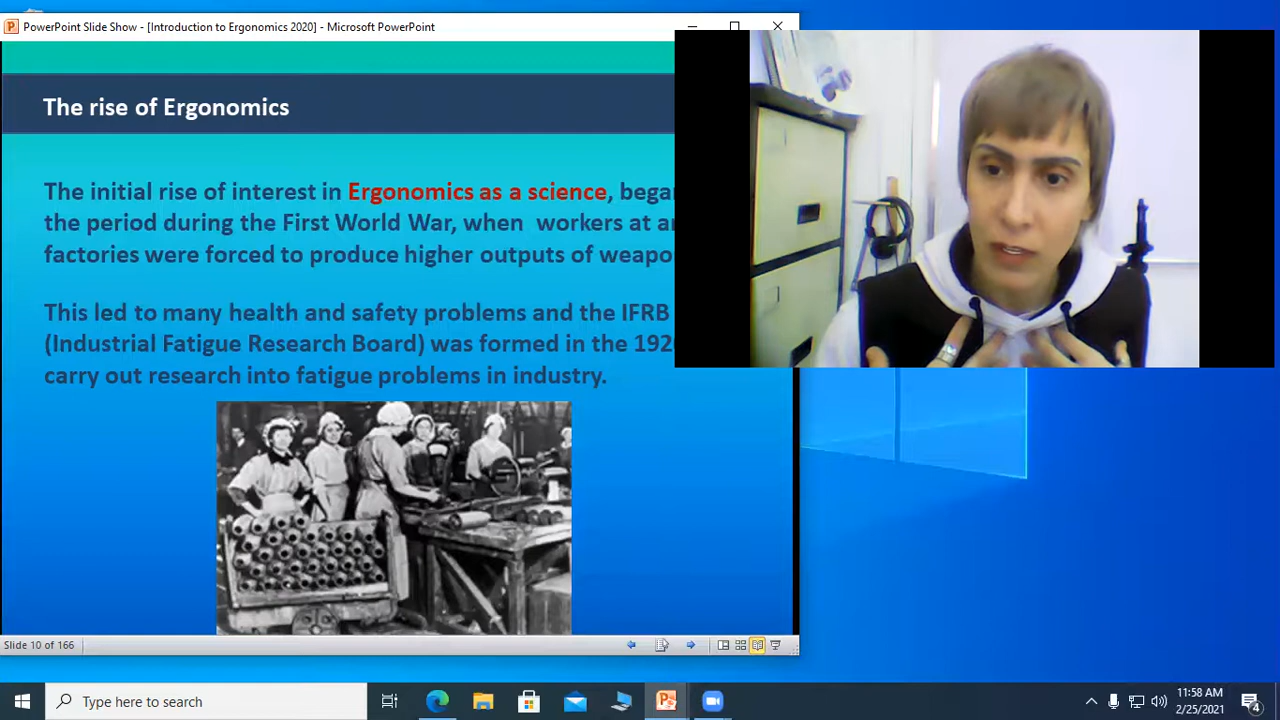 PowerPoint Slide Show - [Introduction to Ergonomics 2020] - Microsoft PowerPoint
The rise of Ergonomics
The initial rise of interest in Ergonomics as a science, began
the period during the First World War, when workers at
factories were forced to produce higher outputs of
This led to many health and safety problems and the IFRB
(Industrial Fatigue Research Board) was formed in the
carry out research into fatigue problems in industry.
Slide 10 of 166
Type here to search
11:58 AM
2/25/2021
4